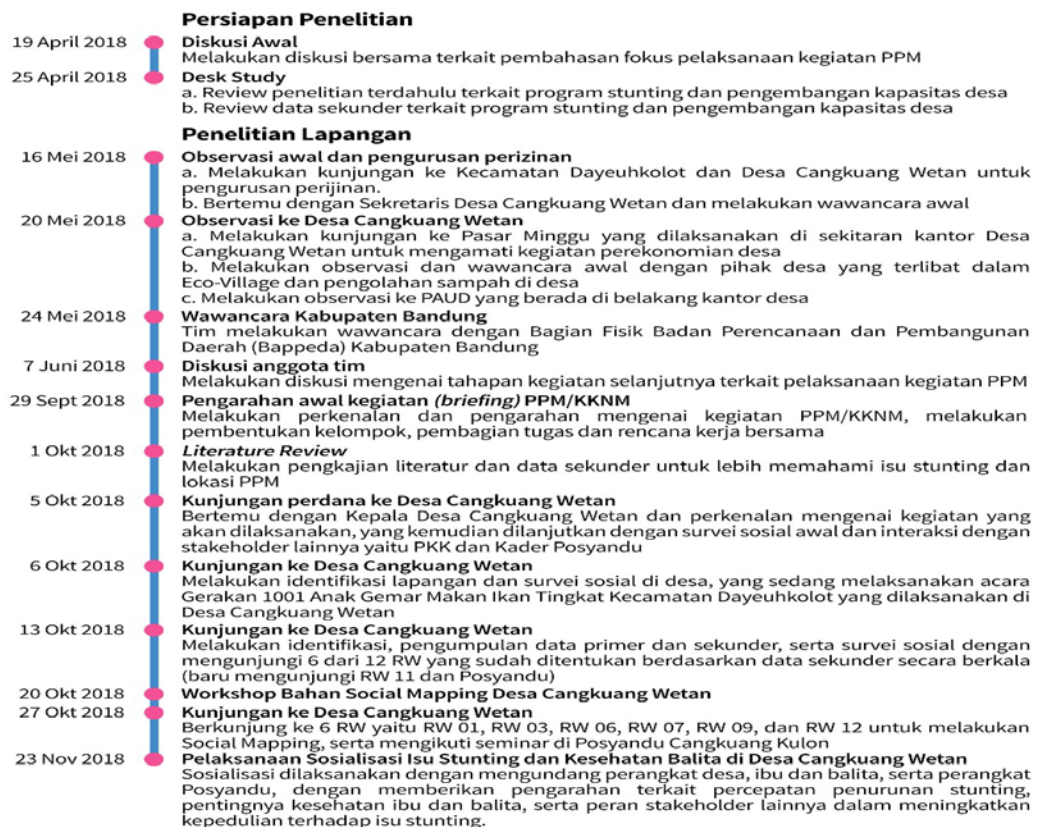 Persiapan Penelitian
19 April 2018 Diskusi Awal
Melakukan diskusi bersama terkait pembahasan fokus pelaksanaan kegiatan PPM
25 April 2018 Desk Study
a. Review penelitian terdahulu terkait program stunting dan pengembangan kapasitas desa
b. Review data sekunder terkait program stunting dan pengembangan kapasitas desa
Penelitian Lapangan
16 Mei 2018 Observasi awal dan pengurusan perizinan
a. Melakukan kunjungan ke Kecamatan Dayeuhkolot dan Desa Cangkuang Wetan untuk
pengurusan perijinan.
b. Bertemu dengan Sekretaris Desa Cangkuang Wetan dan melakukan wawancara awal
20 Mei 2018 Observasi ke Desa Cangkuang Wetan
a. Melakukan kunjungan ke Pasar Minggu yang dilaksanakan di sekitaran kantor Desa
Cangkuang Wetan untuk mengamati kegiatan perekonomian desa
b. Melakukan observasi dan wawancara awal dengan pihak desa yang terlibat dalam
Eco-Village dan pengolahan sampah di desa
c. Melakukan observasi ke PAUD yang berada di belakang kantor desa
24 Mei 2018 Wawancara Kabupaten Bandung
Tim melakukan wawancara dengan Bagian Fisik Badan Perencanaan dan Pembangunan
Daerah (Bappeda) Kabupaten Bandung
7 Juni 2018 Diskusi anggota tim
Melakukan diskusi mengenai tahapan kegiatan selanjutnya terkait pelaksanaan kegiatan PPM
29 Sept 2018 Pengarahan awal kegiatan (briefing) PPM/KKNM
Melakukan perkenalan dan pengarahan mengenai kegiatan PPM/KKNM, melakukan
pembentukan kelompok, pembagian tugas dan rencana kerja bersama
1 Okt 2018 Literature Review
Melakukan pengkajian literatur dan data sekunder untuk lebih memahami isu stunting dan
lokasi PPM
5 Okt 2018 Kunjungan perdana ke Desa Cangkuang Wetan
Bertemu dengan Kepala Desa Cangkuang Wetan dan perkenalan mengenai kegiatan yang
akan dilaksanakan, yang kemudian dilanjutkan dengan survei sosial awal dan interaksi dengan
stakeholder lainnya yaitu PKK dan Kader Posyandu
6 Okt 2018 Kunjungan ke Desa Cangkuang Wetan
Melakukan identifikasi lapangan dan survei sosial di desa, yang sedang melaksanakan acara
Gerakan 1001 Anak Gemar Makan Ikan Tingkat Kecamatan Dayeuhkolot yang dilaksanakan di
Desa Cangkuang Wetan
13 Okt 2018 Kunjungan ke Desa Cangkuang Wetan
Melakukan identifikasi, pengumpulan data primer dan sekunder, serta survei sosial dengan
mengunjungi 6 dari 12 RW yang sudah ditentukan berdasarkan data sekunder secara berkala
(baru mengunjungi RW 11 dan Posyandu)
20 Okt 2018 Workshop Bahan Social Mapping Desa Cangkuang Wetan
27 Okt 2018 Kunjungan ke Desa Cangkuang Wetan
Berkunjung ke 6 RW yaitu RW 01, RW 03, RW 06, RW 07, RW 09, dan RW 12 untuk melakukan
Social Mapping, serta mengikuti seminar di Posyandu Cangkuang Kulon
23 Nov 2018 Pelaksanaan Sosialisasi Isu Stunting dan Kesehatan Balita di Desa Cangkuang Wetan
Sosialisasi dilaksanakan dengan mengundang perangkat desa, ibu dan balita, serta perangkat
Posyandu, dengan memberikan pengarahan terkait percepatan penurunan stunting,
pentingnya kesehatan ibu dan balita, serta peran stakeholder lainnya dalam meningkatkan
kepedulian terhadap isu stunting.